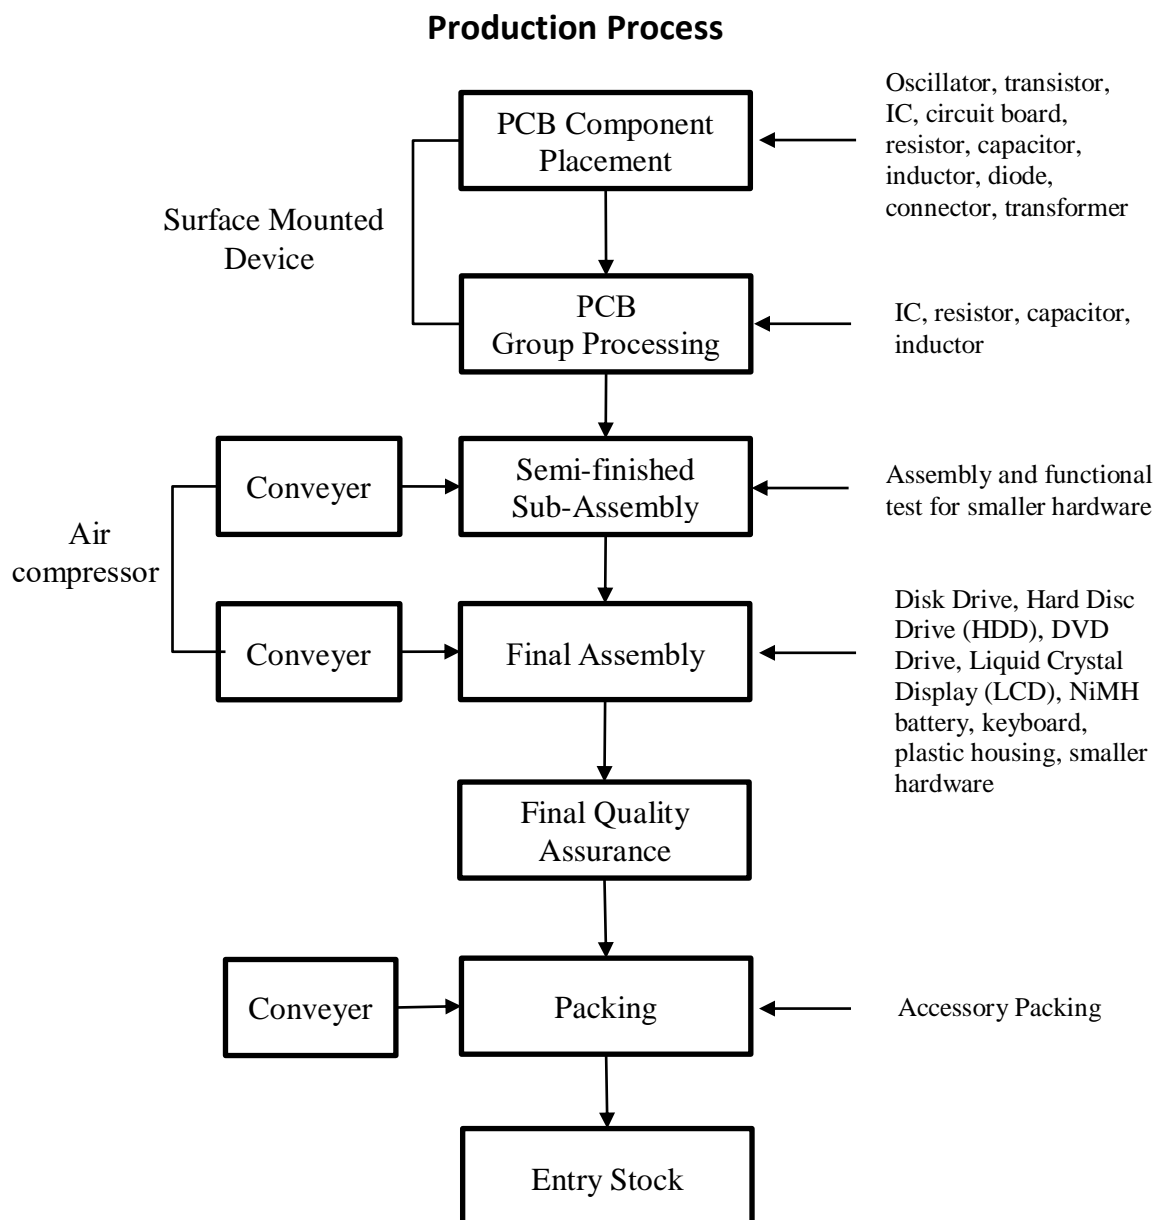 Production Process
PCB Component
Placement
Oscillator, transistor,
IC, circuit board,
resistor, capacitor,
inductor, diode,
connector, transformer
Surface Mounted
Device
PCB
Group Processing
IC, resistor, capacitor,
inductor
Conveyer
Semi-finished
Sub-Assembly
Assembly and functional
test for smaller hardware
Air
compressor
Conveyer
Final Assembly
Disk Drive, Hard Disc
Drive (HDD), DVD
Drive, Liquid Crystal
Display (LCD), NiMH
battery, keyboard,
plastic housing, smaller
hardware
Final Quality
Assurance
Conveyer
Packing
Accessory Packing
Entry Stock